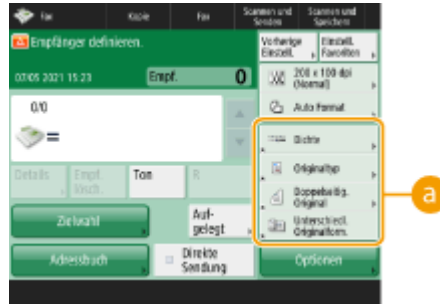 Fax
Kopie
Fax
Scannen und
Senden
Scannen und
Speichern
Empfänger definieren.
Vorherige
Einstell.
Einstell.
Favoriten
07/05 2021 15:23
Empf.
0
200 x 100 dpi
(Normal)
0/0
Auto Format
=
Dichte
Originaltyp
Details
Empf.
lösch.
Ton
R
Doppelseitig.
Original
Zielwahl
Auf-
gelegt
Unterschiedl.
Originalform.
a
Adressbuch
Direkte
Sendung
Optionen